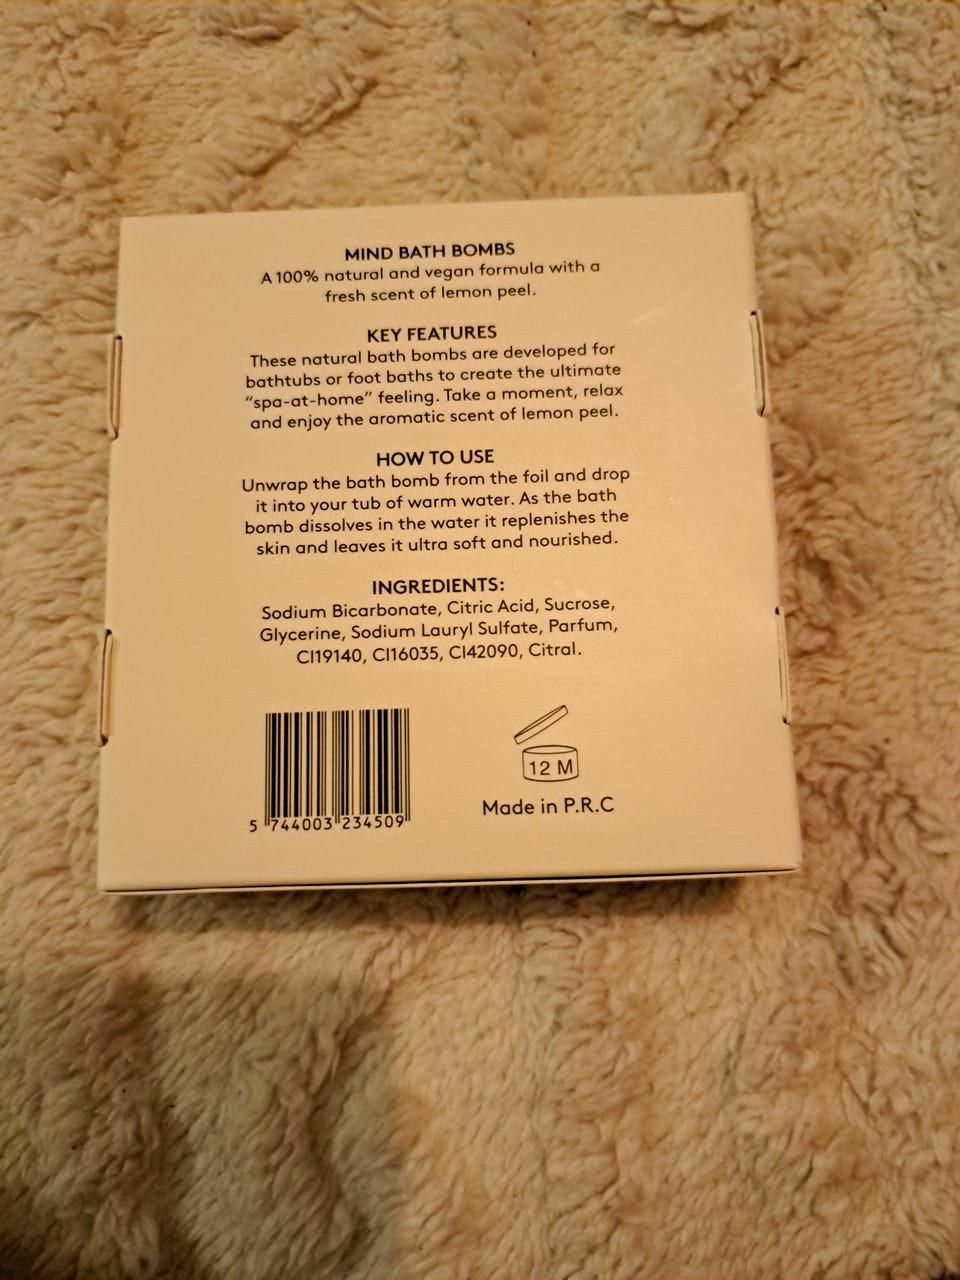 MIND BATH BOMBS
A 100% natural and vegan formula with a
fresh scent of lemon peel.
KEY FEATURES
These natural bath bombs are developed for
bathtubs or foot baths to create the ultimate
“spa-at-home” feeling. Take a moment, relax
and enjoy the aromatic scent of lemon peel.
HOW TO USE
Unwrap the bath bomb from the foil and drop
it into your tub of warm water. As the bath
bomb dissolves in the water it replenishes the
skin and leaves it ultra soft and nourished.
INGREDIENTS:
Sodium Bicarbonate, Citric Acid, Sucrose,
Glycerine, Sodium Lauryl Sulfate, Parfum,
CI19140, CI16035, CI42090, Citral.
12 M
Made in P.R.C
5 744003 234509